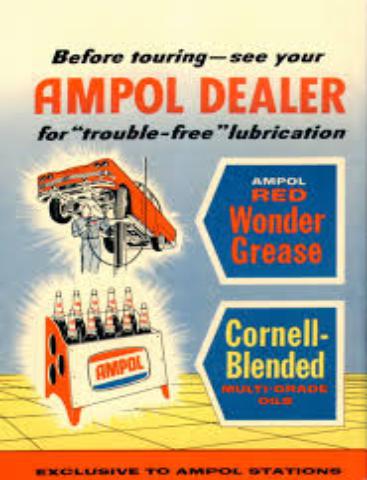 Before touring—see your
AMPOL DEALER
for "trouble-free" lubrication
AMPOL
RED
Wonder
Grease
AMPOL
Cornell-
Blended
MULTI-GRADE
OILS
EXCLUSIVE TO AMPOL STATIONS